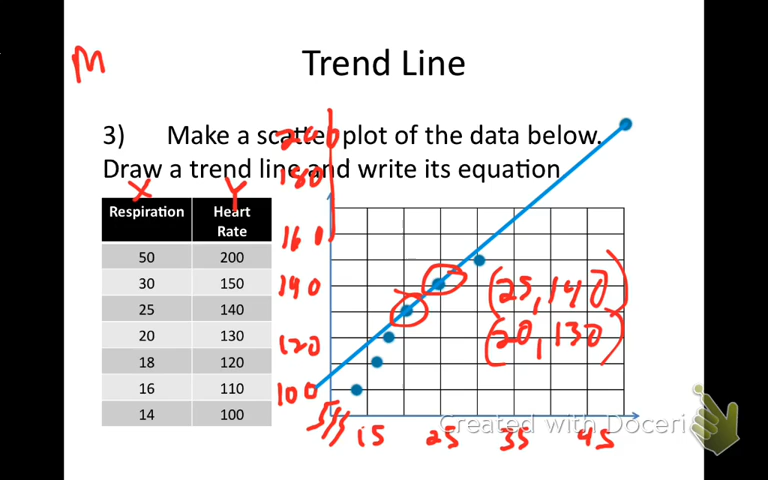 M
Trend Line
3) Make a scatter plot of the data below.
Draw a trend line and write its equation
X Y
Respiration Heart Rate
50 200
30 150
25 140
20 130
18 120
16 110
14 100
200
180
160
140
120
100
15 25 35 45
(25,140)
(20,130)
Created with Doceri